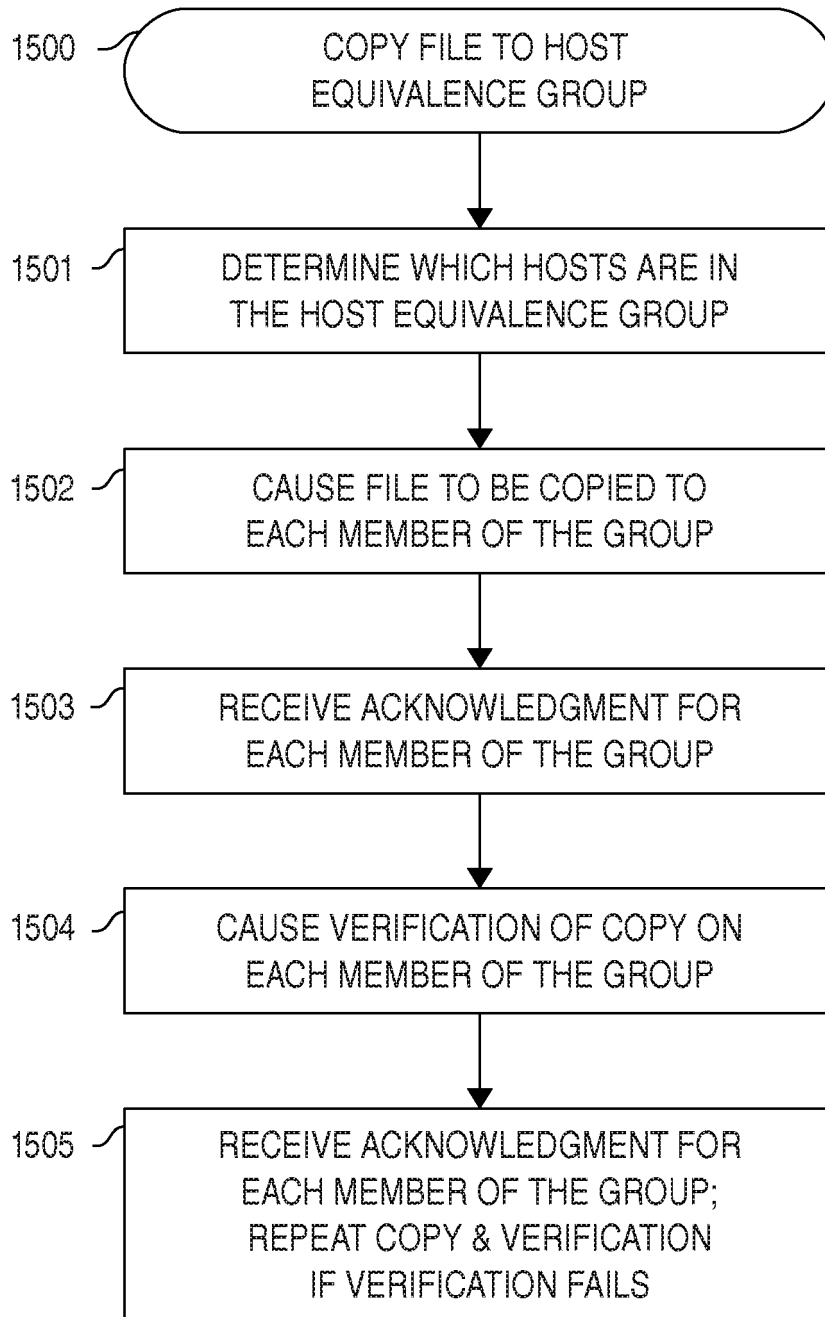 1500
COPY FILE TO HOST
EQUIVALENCE GROUP
1501
DETERMINE WHICH HOSTS ARE IN
THE HOST EQUIVALENCE GROUP
1502
CAUSE FILE TO BE COPIED TO
EACH MEMBER OF THE GROUP
1503
RECEIVE ACKNOWLEDGMENT FOR
EACH MEMBER OF THE GROUP
1504
CAUSE VERIFICATION OF COPY ON
EACH MEMBER OF THE GROUP
1505
RECEIVE ACKNOWLEDGMENT FOR
EACH MEMBER OF THE GROUP;
REPEAT COPY & VERIFICATION
IF VERIFICATION FAILS